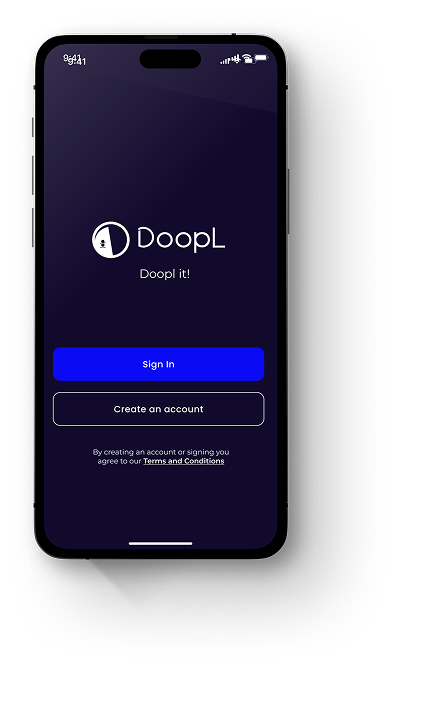 9:41
9:41
DoopL
Doopl it!
Sign In
Create an account
By creating an account or signing you
agree to our Terms and Conditions